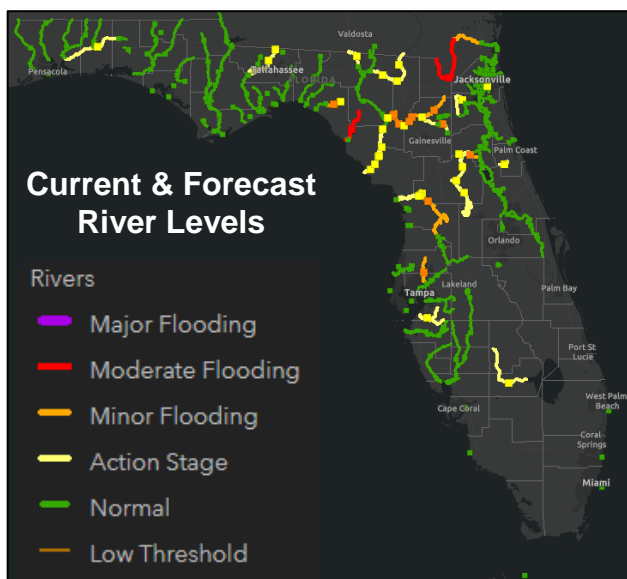 Valdosta
Pensacola
Tallahassee
FLORIDA
Jacksonville
Gainesville
Palm Coast
Current & Forecast
River Levels
Orlando
Rivers
Lakeland
Tampa
Palm Bay
Major Flooding
Moderate Flooding
Port St
Lucie
Minor Flooding
Cape Coral
West Palm
Beach
Action Stage
Coral
Springs
Normal
Miami
Low Threshold